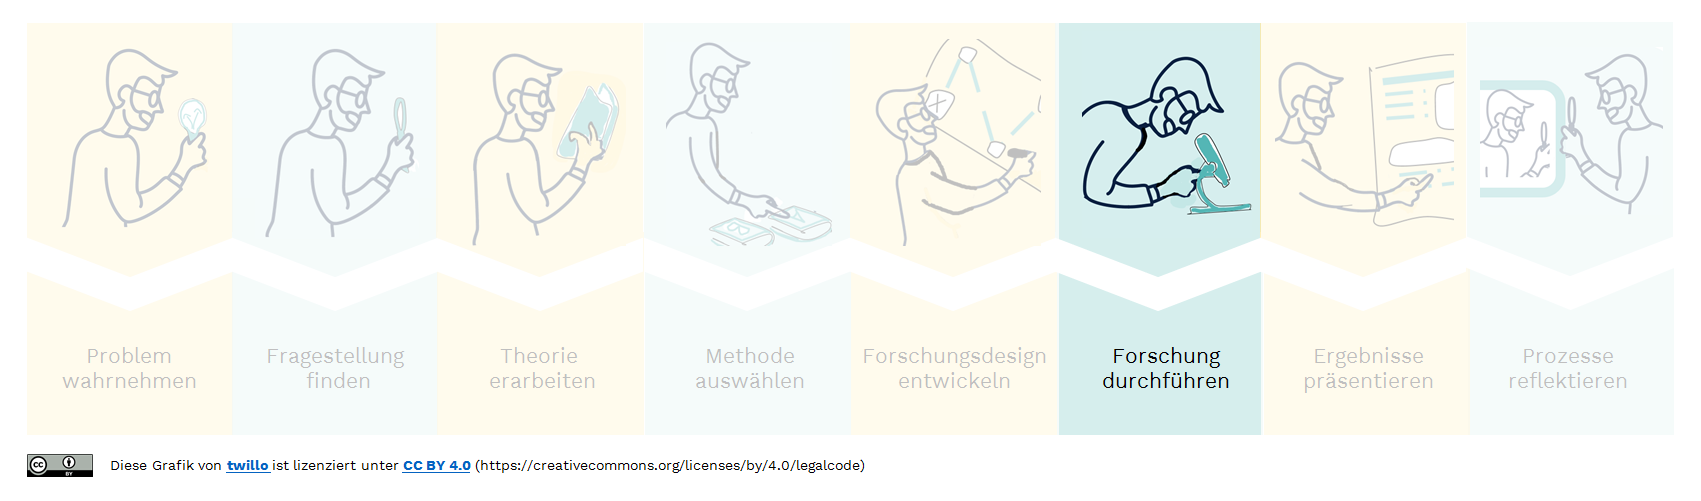 Problem
wahrnehmen
Fragestellung
finden
Theorie
erarbeiten
Methode
auswählen
Forschungsdesign
entwickeln
Forschung
durchführen
Ergebnisse
präsentieren
Prozesse
reflektieren
cc BY
Diese Grafik von twillo ist lizenziert unter CC BY 4.0 (https://creativecommons.org/licenses/by/4.0/legalcode)